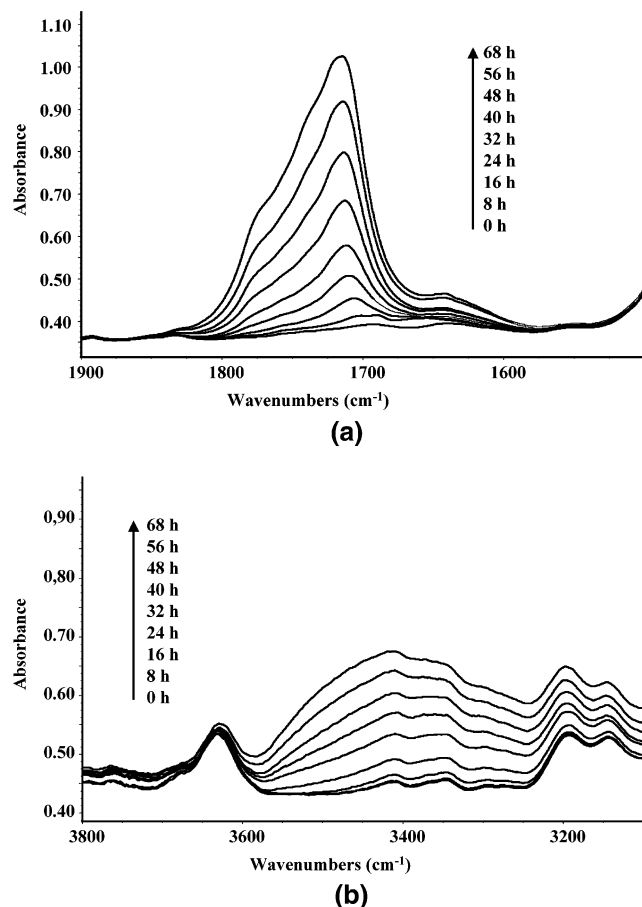 1.10
1.00
0.90
0.80
0.70
0.60
0.50
0.40
Absorbance
68 h
56 h
48 h
40 h
32 h
24 h
16 h
8 h
0 h
1900 1800 1700 1600
Wavenumbers (cm-1)
(a)
0,90
0,80
0.70
0.60
0.50
0.40
Absorbance
68 h
56 h
48 h
40 h
32 h
24 h
16 h
8 h
0 h
3800 3600 3400 3200
Wavenumbers (cm-1)
(b)